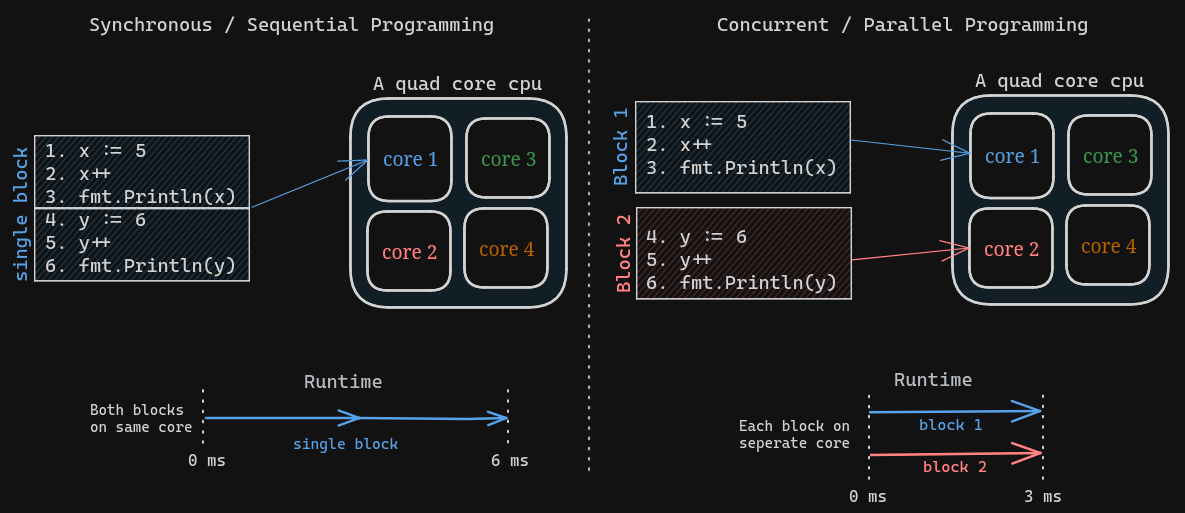 Synchronous / Sequential Programming
A quad core cpu
single block
1. x := 5
2. x++
3. fmt.Println(x)
4. y := 6
5. y++
6. fmt.Println(y)
core 1
core 3
core 2
core 4
Runtime
Both blocks
on same core
single block
0 ms
6 ms
Concurrent / Parallel Programming
A quad core cpu
Block 1
1. x := 5
2. x++
3. fmt.Println(x)
Block 2
4. y := 6
5. y++
6. fmt.Println(y)
core 1
core 3
core 2
core 4
Runtime
Each block on
seperate core
block 1
block 2
0 ms
3 ms